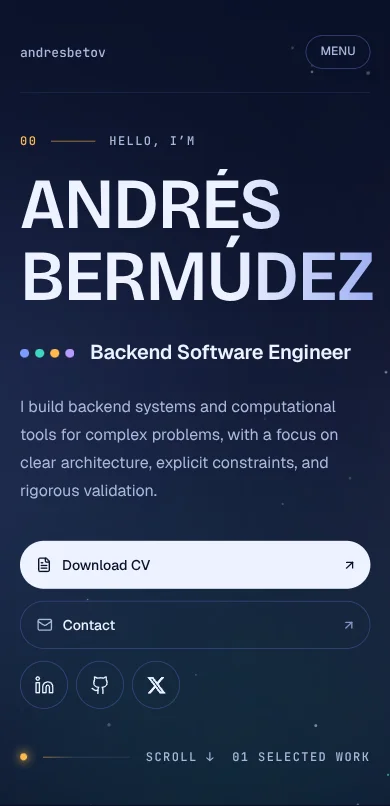 andresbetov
MENU
00 HELLO, I’M
ANDRÉS
BERMÚDEZ
Backend Software Engineer
I build backend systems and computational
tools for complex problems, with a focus on
clear architecture, explicit constraints, and
rigorous validation.
Download CV
Contact
SCROLL ↓ 01 SELECTED WORK